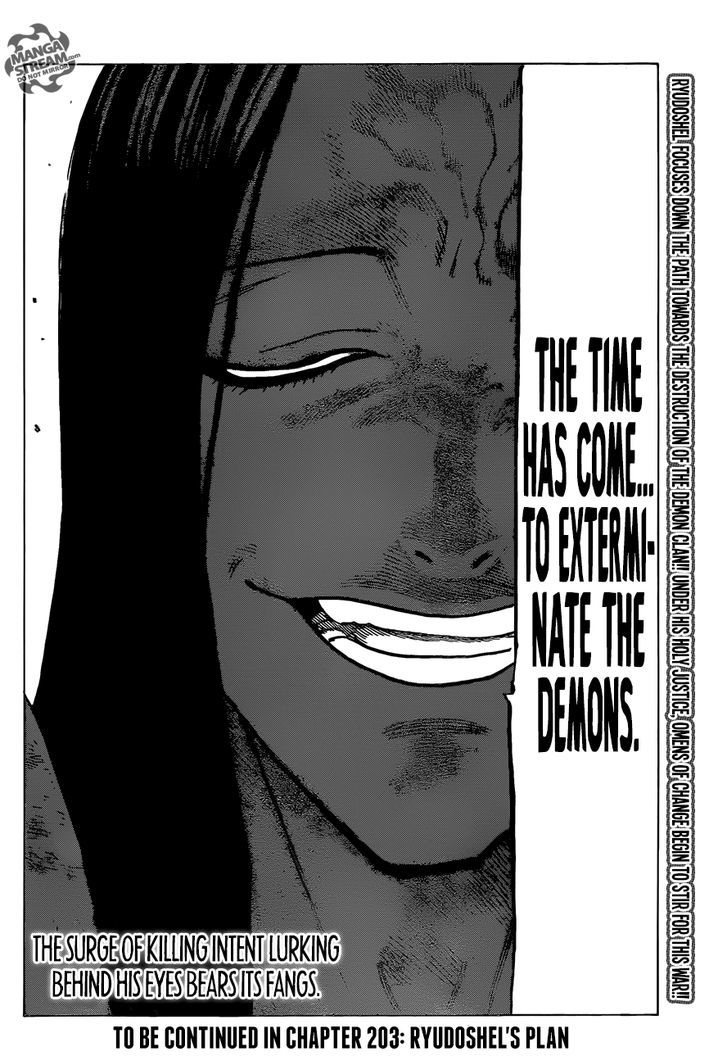 MANGA
STREAM.com
DO NOT MIRROR
RYUDOSHEL FOCUSES DOWN THE PATH TOWARDS THE DESTRUCTION OF THE DEMON CLAN!! UNDER HIS HOLY JUSTICE, OMENS OF CHANGE BEGIN TO STIR FOR THIS WAR!!
THE TIME
HAS COME...
TO EXTERMI-
NATE THE
DEMONS.
THE SURGE OF KILLING INTENT LURKING
BEHIND HIS EYES BEARS ITS FANGS.
TO BE CONTINUED IN CHAPTER 203: RYUDOSHEL'S PLAN